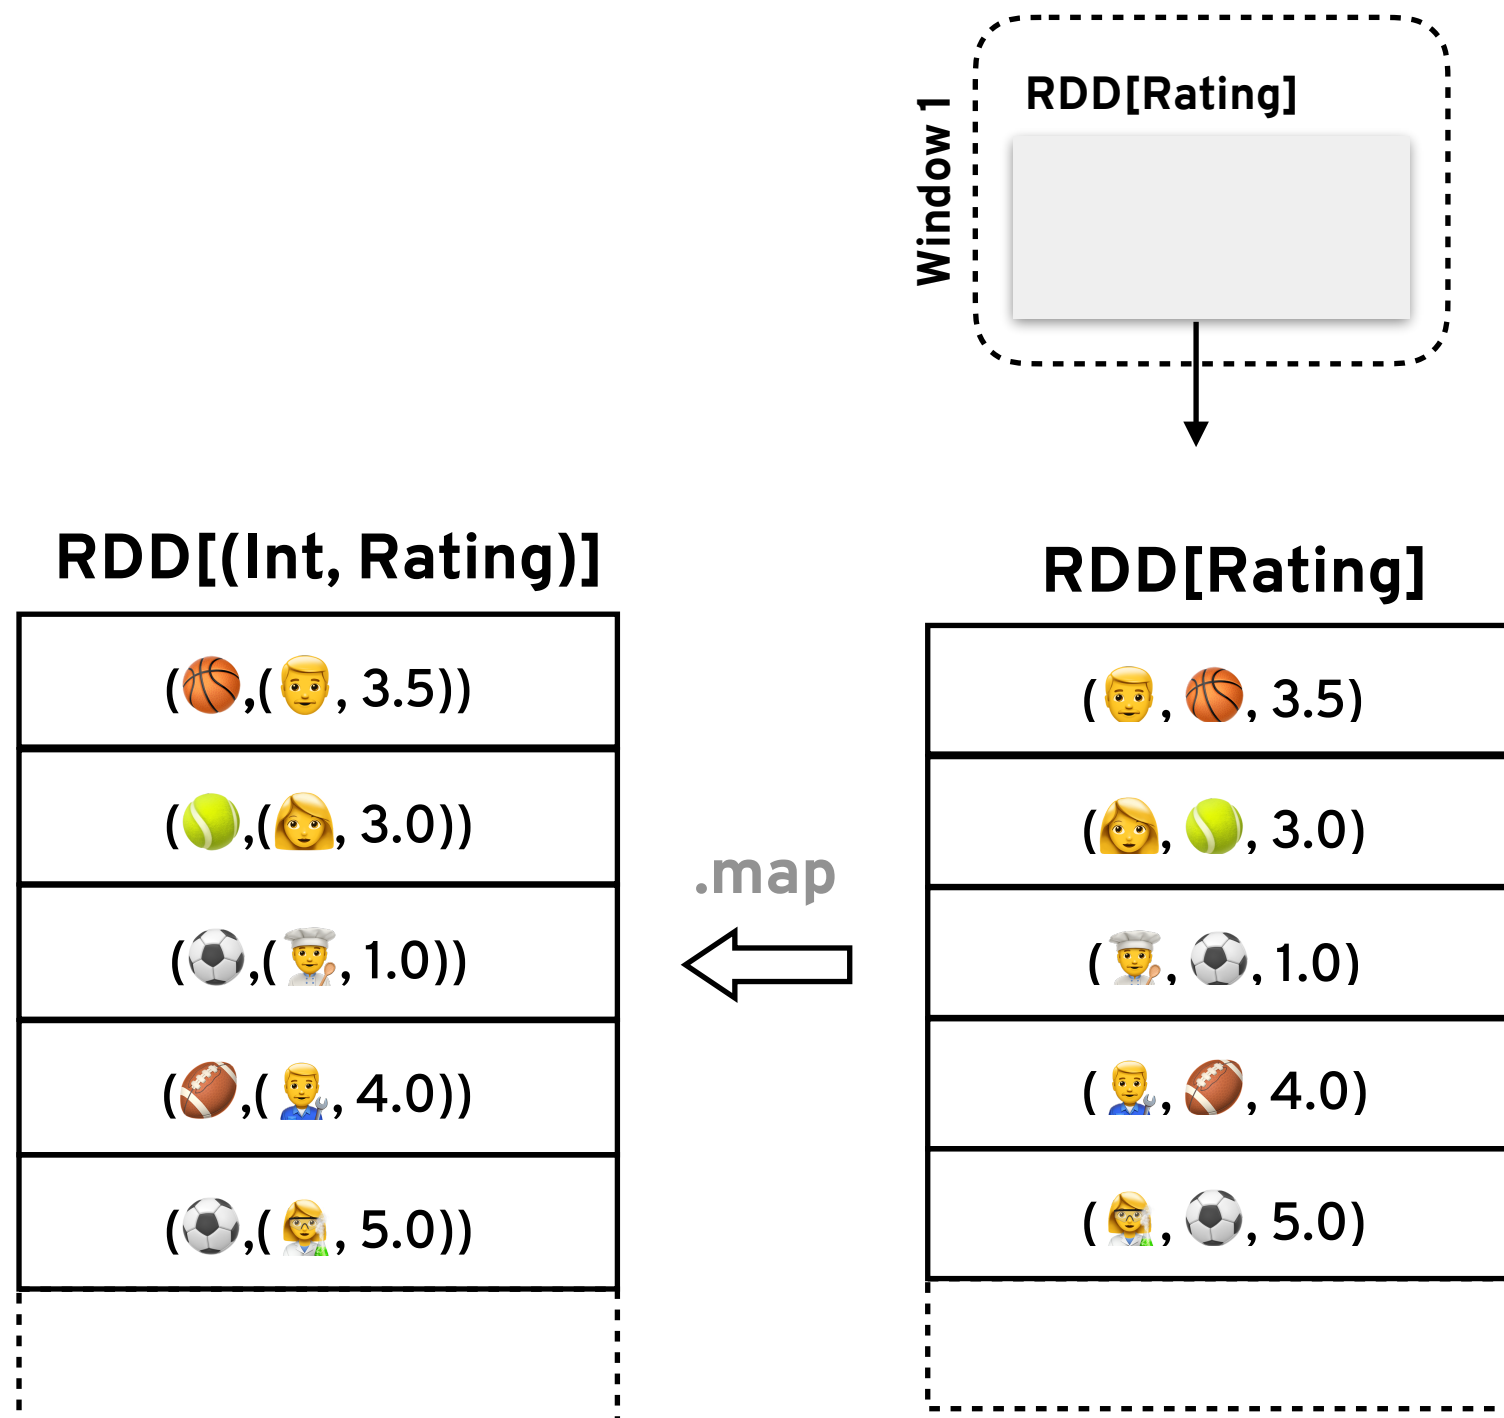 RDD[Rating]
Window 1
RDD[(Int, Rating)]
(🏀,(👨, 3.5))
(🎾,(👩, 3.0))
(⚽,(👨‍🍳, 1.0))
(🏈,(👨‍🔧, 4.0))
(⚽,(👩‍🔬, 5.0))
.map
RDD[Rating]
(👨, 🏀, 3.5)
(👩, 🎾, 3.0)
(👨‍🍳, ⚽, 1.0)
(👨‍🔧, 🏈, 4.0)
(👩‍🔬, ⚽, 5.0)